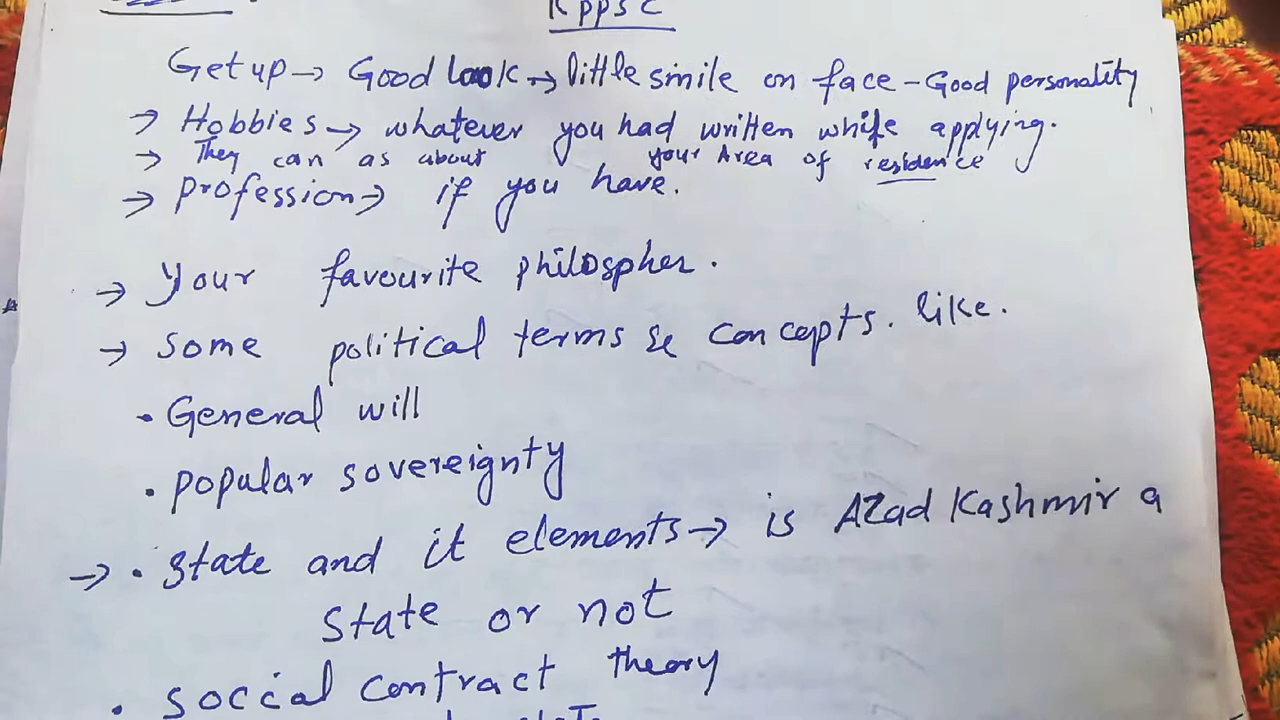 KPPSC
Getup → Good look → little smile on face - Good personality
→ Hobbies → whatever you had written while applying.
→ They can as about your Area of residence
→ profession → if you have.
→ your favourite philospher.
→ Some political terms & concepts. like.
• General will
• popular sovereignty
→ • State and it elements → is Azad Kashmir a
State or not
• social contract theory